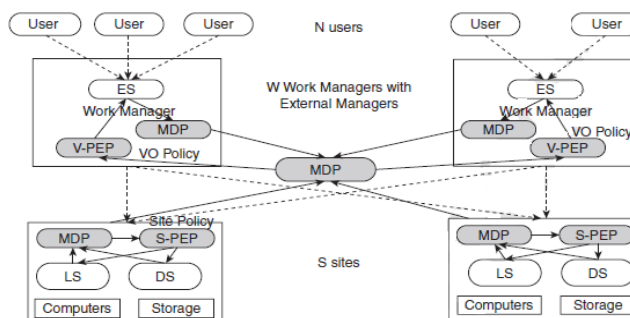 User User User N users User User
ES W Work Managers with ES
Work Manager External Managers Work Manager
MDP MDP
V-PEP VO Policy VO Policy V-PEP
MDP
Site Policy
MDP S-PEP MDP S-PEP
LS DS S sites LS DS
Computers Storage Computers Storage